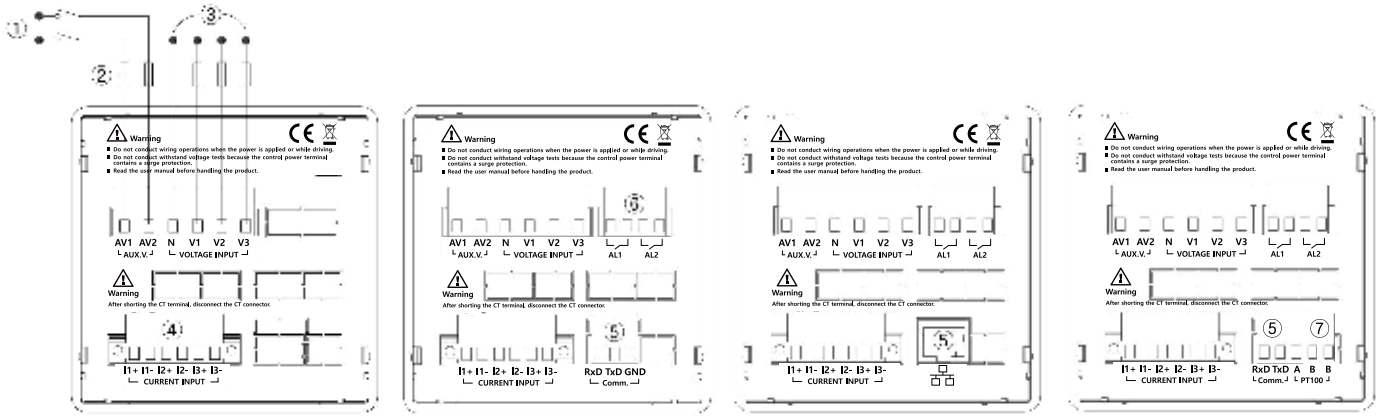 ①
③
②
Warning
■ Do not conduct wiring operations when the power is applied or while driving.
■ Do not conduct withstand voltage tests because the control power terminal
contains a surge protection.
■ Read the user manual before handling the product.
AV1 AV2 N V1 V2 V3
AUX.V. VOLTAGE INPUT
Warning
After shorting the CT terminal, disconnect the CT connector.
④
I1+ I1- I2+ I2- I3+ I3-
CURRENT INPUT
Warning
■ Do not conduct wiring operations when the power is applied or while driving.
■ Do not conduct withstand voltage tests because the control power terminal
contains a surge protection.
■ Read the user manual before handling the product.
⑥
AV1 AV2 N V1 V2 V3 AL1 AL2
AUX.V. VOLTAGE INPUT
Warning
After shorting the CT terminal, disconnect the CT connector.
⑤
I1+ I1- I2+ I2- I3+ I3- RxD TxD GND
CURRENT INPUT Comm.
Warning
■ Do not conduct wiring operations when the power is applied or while driving.
■ Do not conduct withstand voltage tests because the control power terminal
contains a surge protection.
■ Read the user manual before handling the product.
AV1 AV2 N V1 V2 V3 AL1 AL2
AUX.V. VOLTAGE INPUT
Warning
After shorting the CT terminal, disconnect the CT connector.
⑤
I1+ I1- I2+ I2- I3+ I3-
CURRENT INPUT
Warning
■ Do not conduct wiring operations when the power is applied or while driving.
■ Do not conduct withstand voltage tests because the control power terminal
contains a surge protection.
■ Read the user manual before handling the product.
AV1 AV2 N V1 V2 V3 AL1 AL2
AUX.V. VOLTAGE INPUT
Warning
After shorting the CT terminal, disconnect the CT connector.
⑤ ⑦
I1+ I1- I2+ I2- I3+ I3- RxD TxD A B B
CURRENT INPUT Comm. PT100